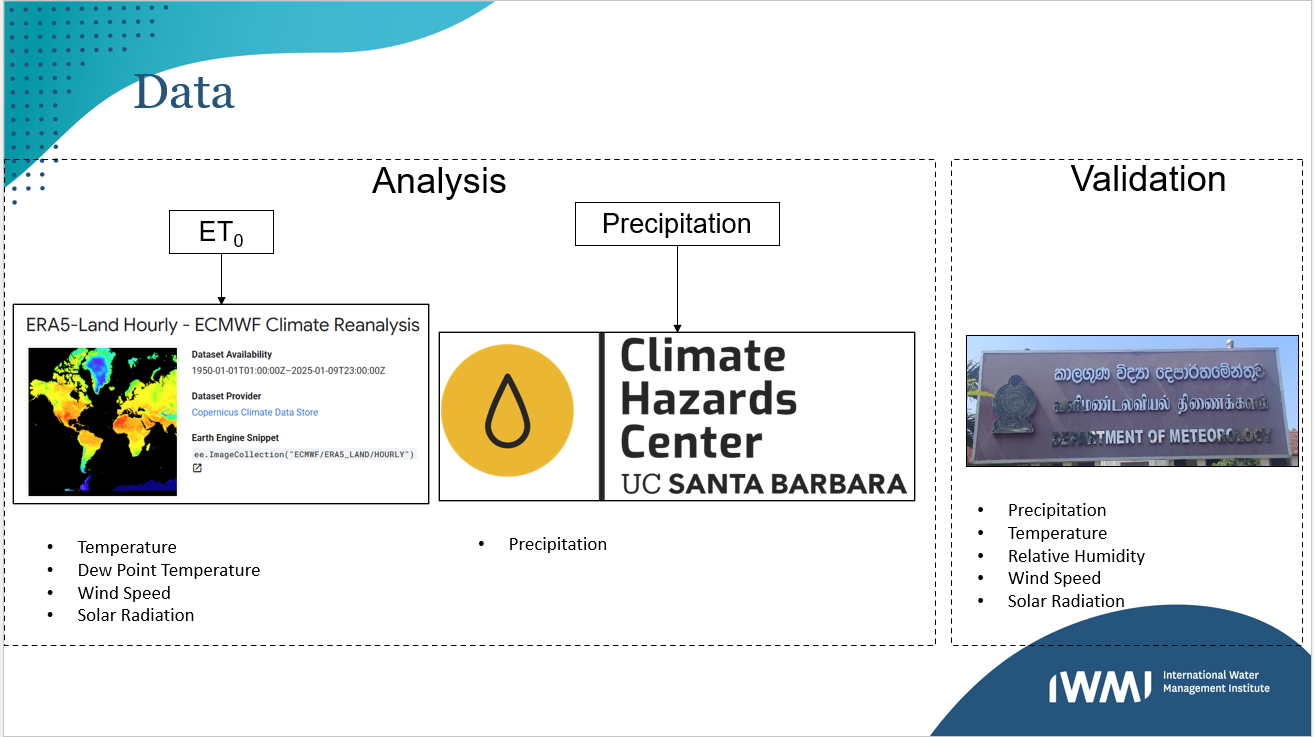 Data
Analysis
ET0
Precipitation
ERA5-Land Hourly - ECMWF Climate Reanalysis
Dataset Availability
1950-01-01T01:00:00Z–2025-01-09T23:00:00Z
Dataset Provider
Copernicus Climate Data Store
Earth Engine Snippet
ee.ImageCollection("ECMWF/ERA5_LAND/HOURLY")
• Temperature
• Dew Point Temperature
• Wind Speed
• Solar Radiation
Climate
Hazards
Center
UC SANTA BARBARA
• Precipitation
Validation
කාලගුණ විද්‍යා දෙපාර්තමේන්තුව
வளிமண்டலவியல் திணைக்களம்
DEPARTMENT OF METEOROLOGY
• Precipitation
• Temperature
• Relative Humidity
• Wind Speed
• Solar Radiation
IWMI
International Water
Management Institute